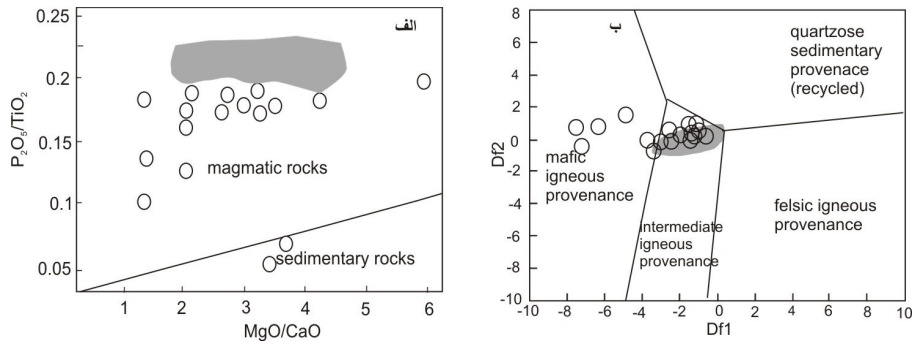 الف
P₂O₅/TiO₂
0.25
0.2
0.15
0.1
0.05
magmatic rocks
sedimentary rocks
1 2 3 4 5 6
MgO/CaO
ب
Df2
8
6
4
2
0
-2
-4
-6
-8
-10
quartzose
sedimentary
provenace
(recycled)
mafic
igneous
provenance
intermediate
igneous
provenance
felsic igneous
provenance
-10 -8 -6 -4 -2 0 2 4 6 8 10
Df1